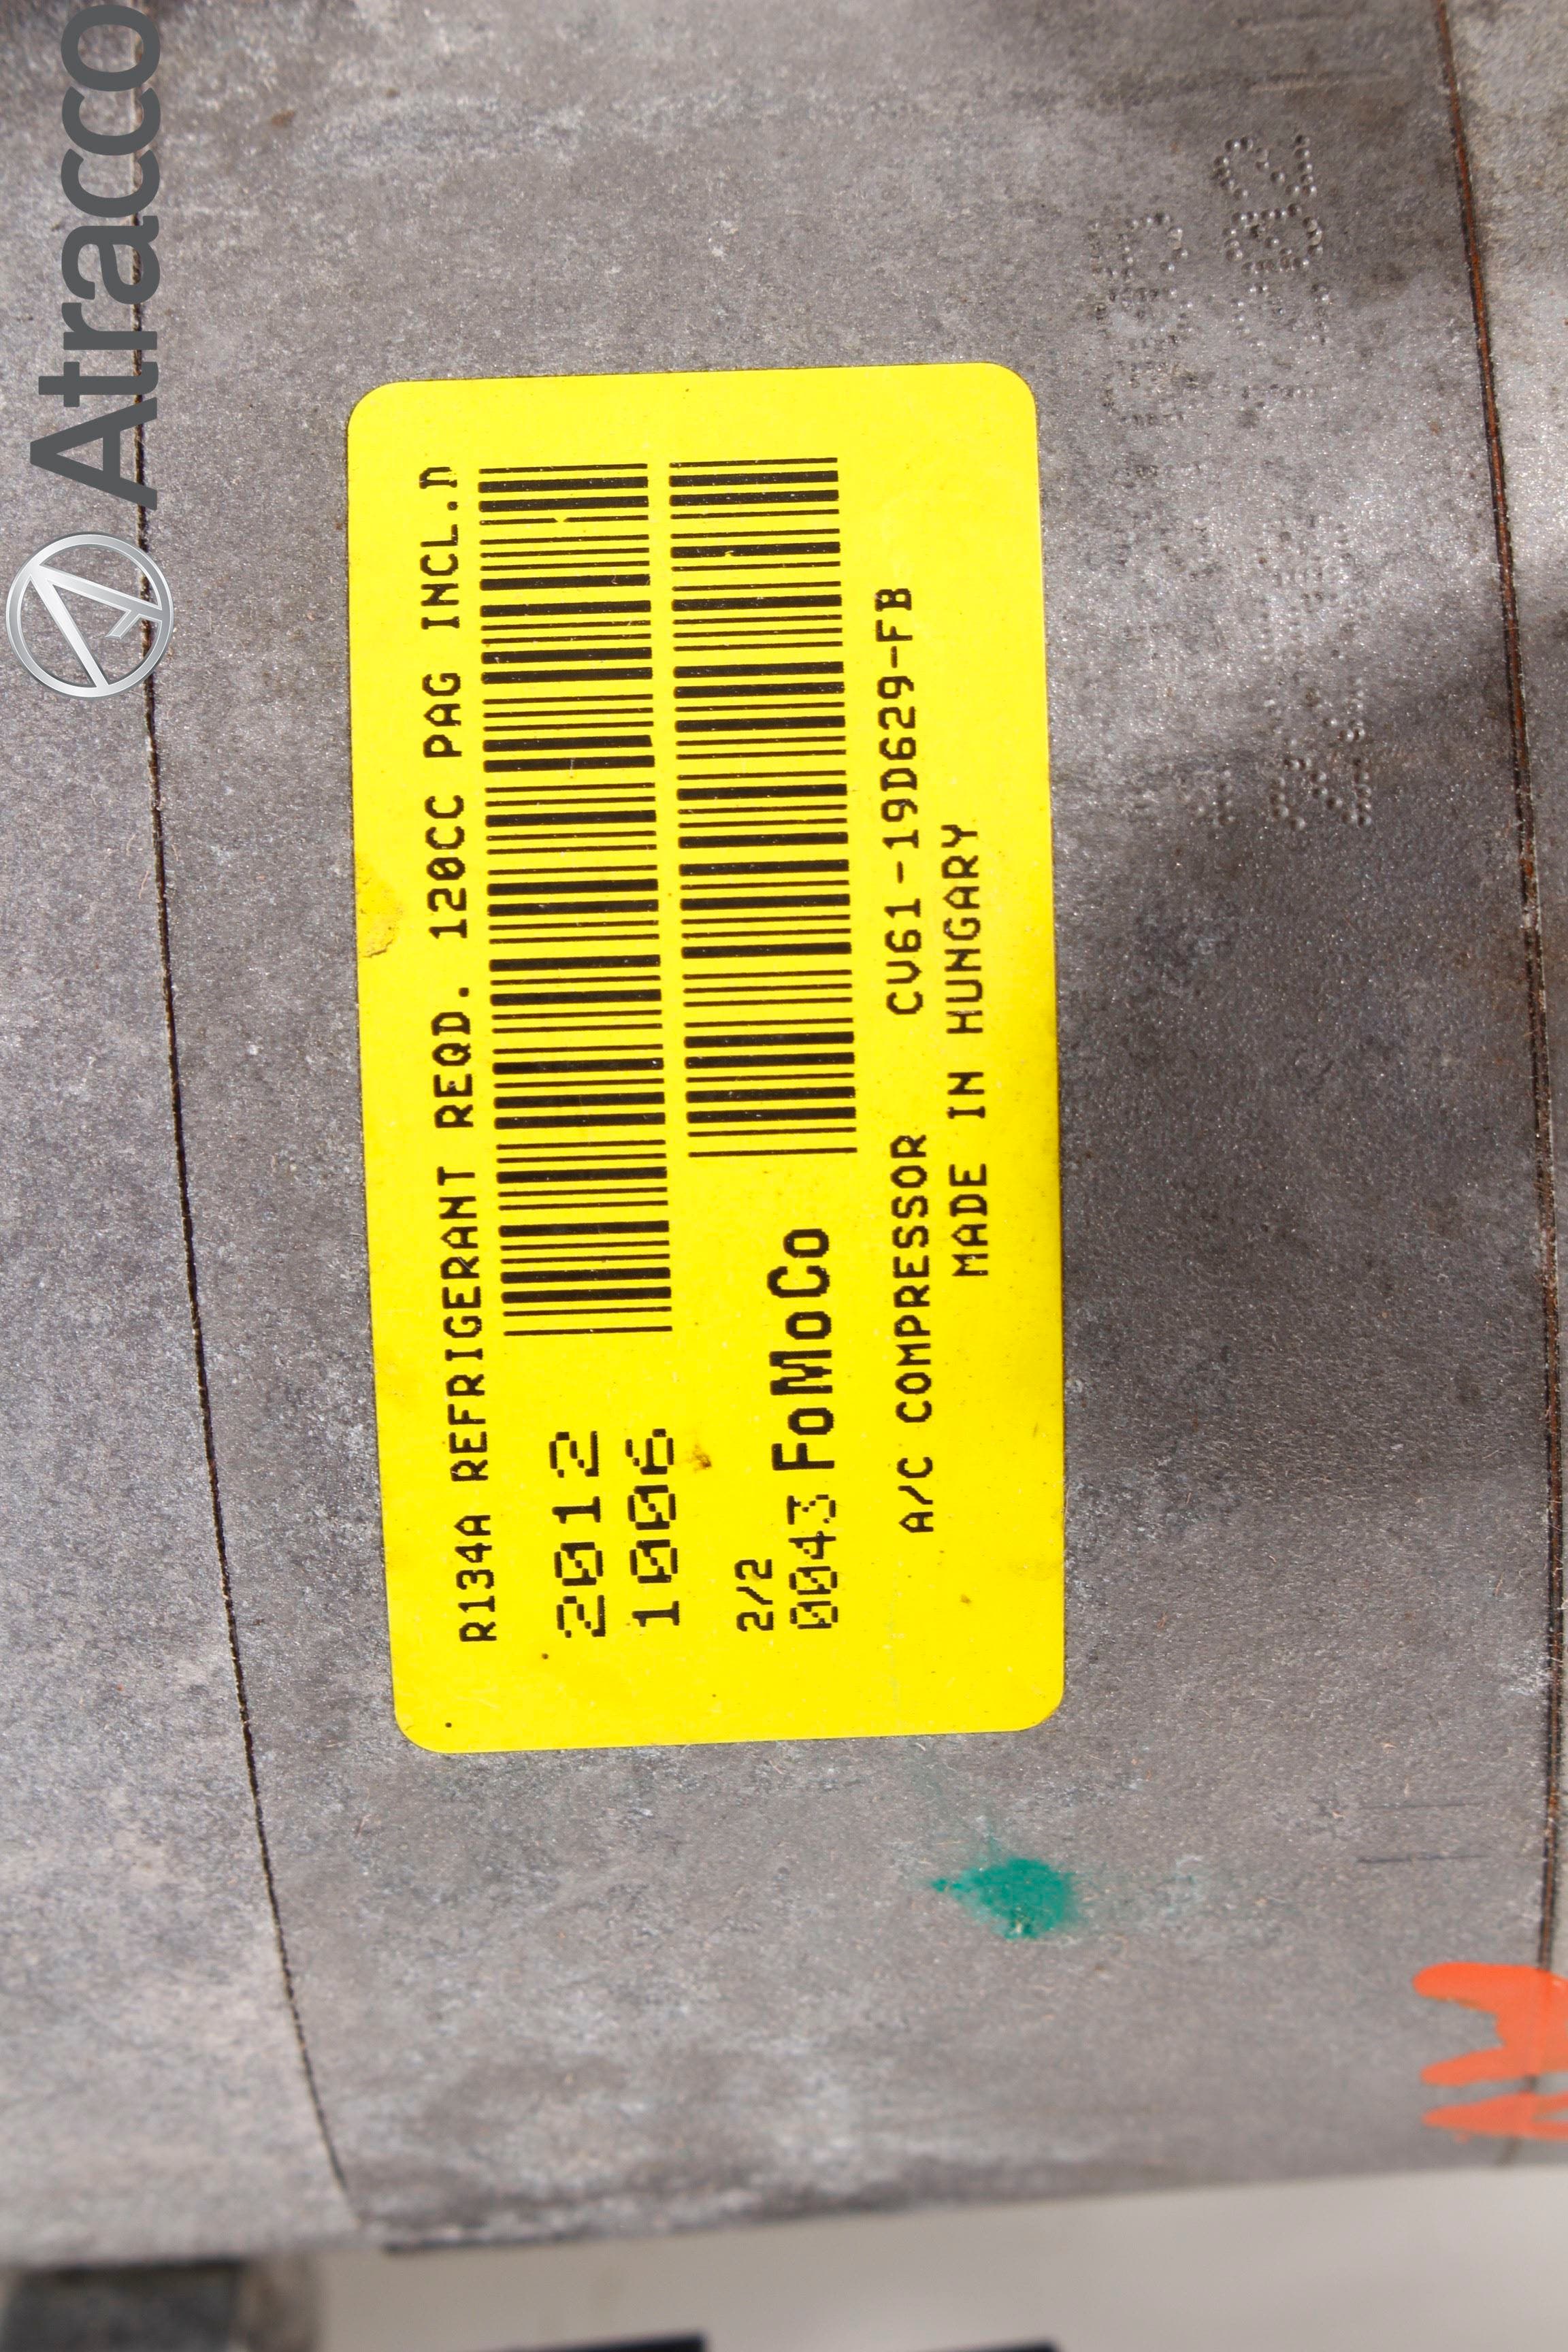 Atracco
R134A REFRIGERANT REQD. 120CC PAG INCL.D
2012
1006
2/2
0043 FoMoCo
A/C COMPRESSOR CV61-19D629-FB
MADE IN HUNGARY